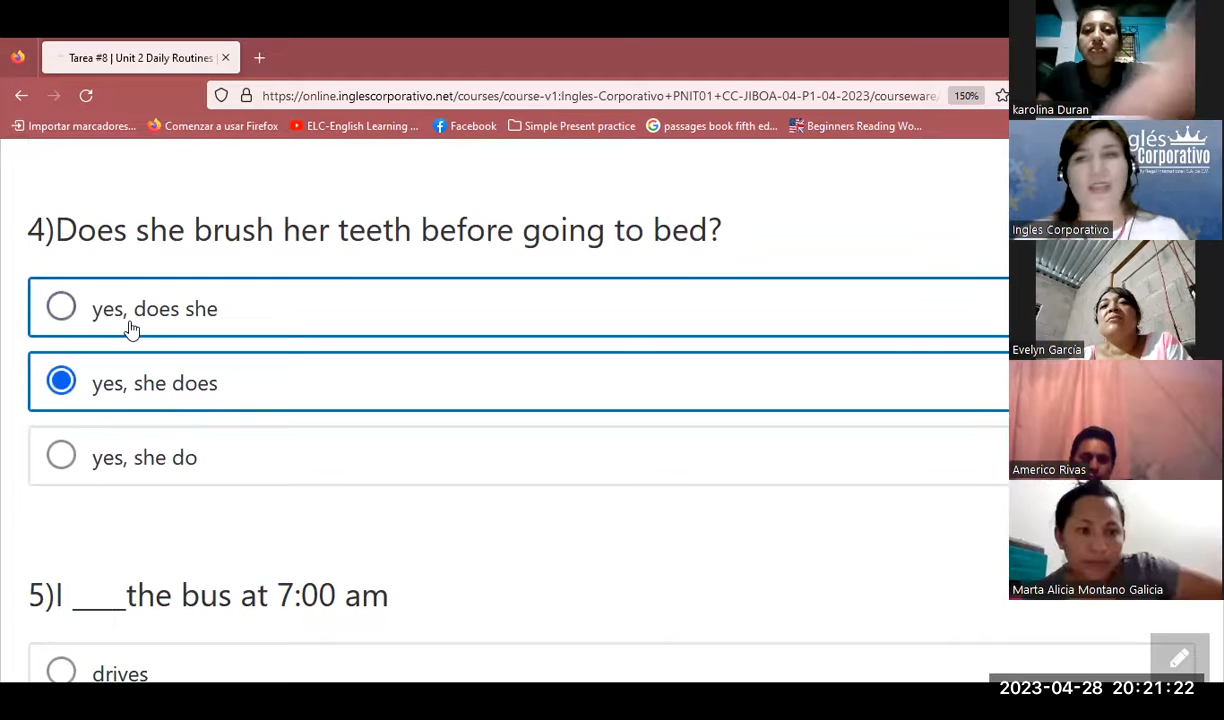 Tarea #8 | Unit 2 Daily Routines |
https://online.inglescorporativo.net/courses/course-v1:Ingles-Corporativo+PNIT01+CC-JIBOA-04-P1-04-2023/courseware/
150%
Importar marcadores...
Comenzar a usar Firefox
ELC-English Learning ...
Facebook
Simple Present practice
passages book fifth ed...
Beginners Reading Wo...
4)Does she brush her teeth before going to bed?
yes, does she
yes, she does
yes, she do
5)I ____the bus at 7:00 am
drives
karolina Duran
glés
Corporativo
Ingles Corporativo
Evelyn García
Americo Rivas
Marta Alicia Montano Galicia
2023-04-28 20:21:22